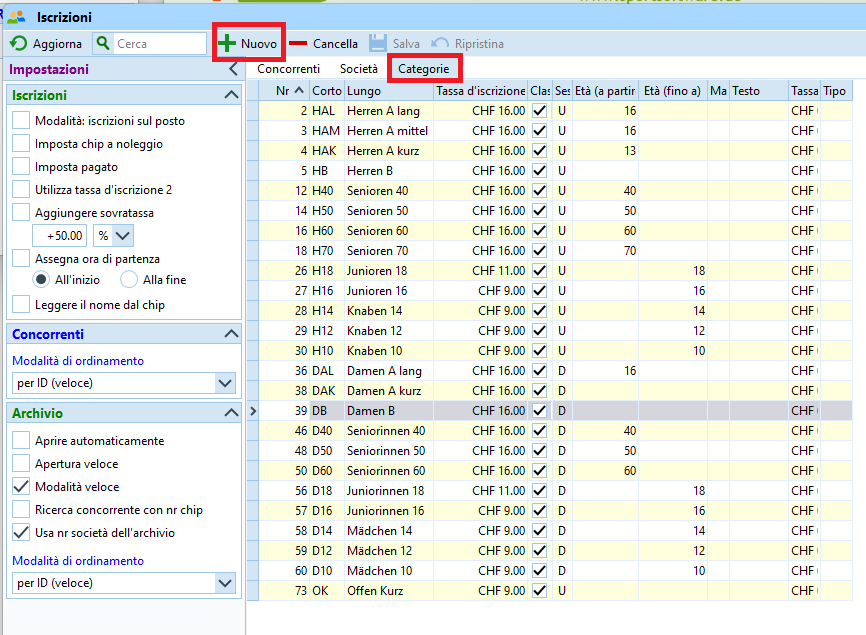 Iscrizioni
Aggiorna Cerca Nuovo Cancella Salva Ripristina
Impostazioni
Iscrizioni
Modalità: iscrizioni sul posto
Imposta chip a noleggio
Imposta pagato
Utilizza tassa d'iscrizione 2
Aggiungere sovratassa
+50.00 %
Assegna ora di partenza
All'inizio Alla fine
Leggere il nome dal chip
Concorrenti
Modalità di ordinamento
per ID (veloce)
Archivio
Aprire automaticamente
Apertura veloce
Modalità veloce
Ricerca concorrente con nr chip
Usa nr società dell'archivio
Modalità di ordinamento
per ID (veloce)
Concorrenti Società Categorie
Nr Corto Lungo Tassa d'iscrizione Clas Ses Età (a partir Età (fino a) Ma Testo Tassa Tipo
2 HAL Herren A lang CHF 16.00 U 16 CHF
3 HAM Herren A mittel CHF 16.00 U 16 CHF
4 HAK Herren A kurz CHF 16.00 U 13 CHF
5 HB Herren B CHF 16.00 U CHF
12 H40 Senioren 40 CHF 16.00 U 40 CHF
14 H50 Senioren 50 CHF 16.00 U 50 CHF
16 H60 Senioren 60 CHF 16.00 U 60 CHF
18 H70 Senioren 70 CHF 16.00 U 70 CHF
26 H18 Junioren 18 CHF 11.00 U 18 CHF
27 H16 Junioren 16 CHF 9.00 U 16 CHF
28 H14 Knaben 14 CHF 9.00 U 14 CHF
29 H12 Knaben 12 CHF 9.00 U 12 CHF
30 H10 Knaben 10 CHF 9.00 U 10 CHF
36 DAL Damen A lang CHF 16.00 D 16 CHF
38 DAK Damen A kurz CHF 16.00 D CHF
39 DB Damen B CHF 16.00 D CHF
46 D40 Seniorinnen 40 CHF 16.00 D 40 CHF
48 D50 Seniorinnen 50 CHF 16.00 D 50 CHF
50 D60 Seniorinnen 60 CHF 16.00 D 60 CHF
56 D18 Juniorinnen 18 CHF 11.00 D 18 CHF
57 D16 Juniorinnen 16 CHF 9.00 D 16 CHF
58 D14 Mädchen 14 CHF 9.00 D 14 CHF
59 D12 Mädchen 12 CHF 9.00 D 12 CHF
60 D10 Mädchen 10 CHF 9.00 D 10 CHF
73 OK Offen Kurz CHF 9.00 U CHF